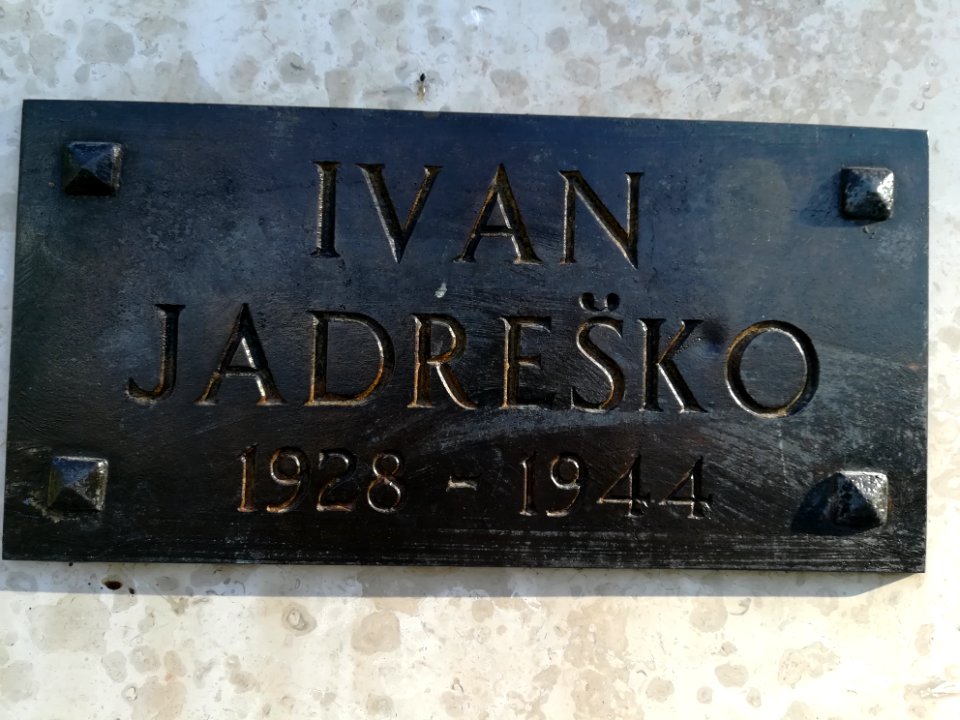 IVAN
JADREŠKO
1928 - 1944